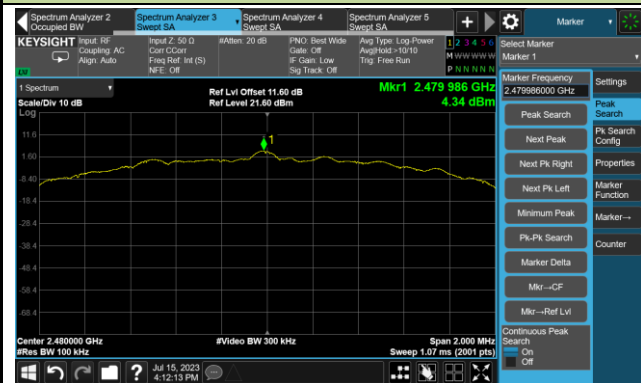 Spectrum Analyzer 2
Occupied BW
Spectrum Analyzer 3
Swept SA
Spectrum Analyzer 4
Swept SA
Spectrum Analyzer 5
Swept SA
Marker
KEYSIGHT
Input: RF
Coupling: AC
Align: Auto
Input Z: 50 Ω
Corr CCorr
Freq Ref: Int (S)
NFE: Off
#Atten: 20 dB
PNO: Best Wide
Gate: Off
IF Gain: Low
Sig Track: Off
Avg Type: Log-Power
Avg|Hold:>10/10
Trig: Free Run
1 2 3 4 5 6
M W W W W W
P N N N N N
LVI
Select Marker
Marker 1
1 Spectrum
Scale/Div 10 dB
Log
Ref Lvl Offset 11.60 dB
Ref Level 21.60 dBm
Mkr1 2.479 986 GHz
4.34 dBm
1
11.6
1.60
-8.40
-18.4
-28.4
-38.4
-48.4
-58.4
-68.4
Center 2.480000 GHz
#Res BW 100 kHz
#Video BW 300 kHz
Span 2.000 MHz
Sweep 1.07 ms (2001 pts)
Marker Frequency
2.479986000 GHz
Peak Search
Next Peak
Next Pk Right
Next Pk Left
Minimum Peak
Pk-Pk Search
Marker Delta
Mkr→CF
Mkr→Ref Lvl
Continuous Peak
Search
On
Off
Settings
Peak
Search
Pk Search
Config
Properties
Marker
Function
Marker→
Counter
Jul 15, 2023
4:12:13 PM